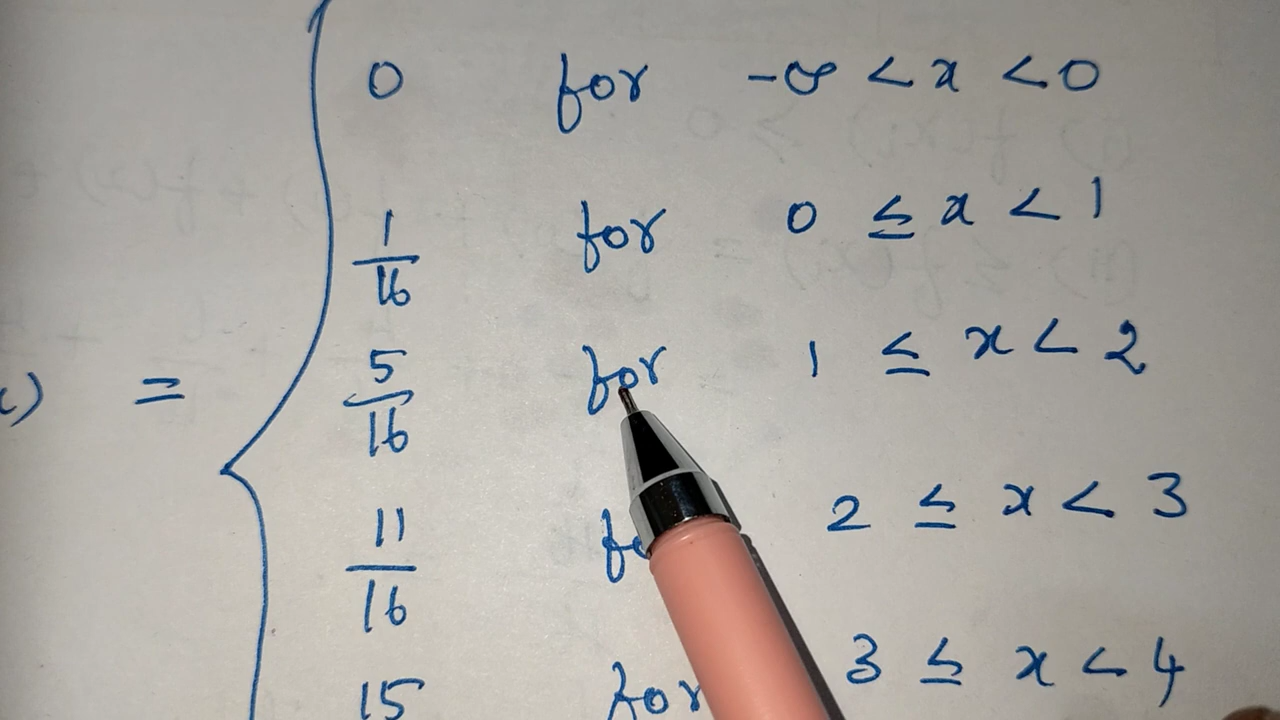 0 for -∞ < x < 0
1/16 for 0 ≤ x < 1
) = 5/16 for 1 ≤ x < 2
11/16 2 ≤ x < 3
15 for 3 ≤ x < 4